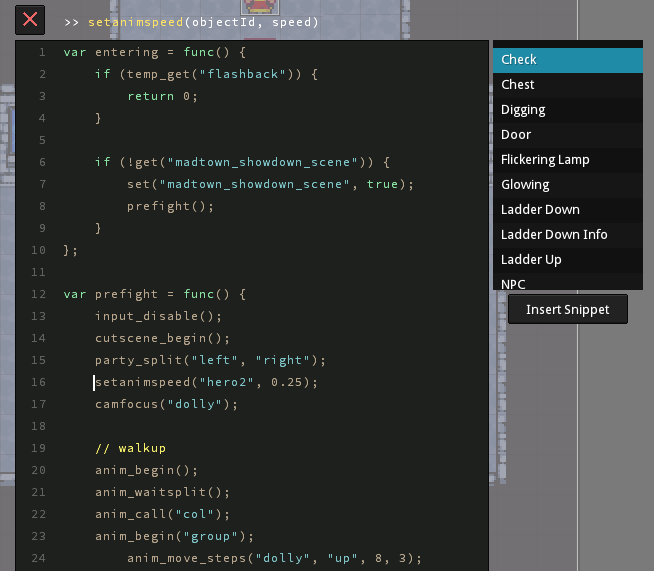 >> setanimspeed(objectId, speed)
1 var entering = func() {
2 if (temp_get("flashback")) {
3 return 0;
4 }
5
6 if (!get("madtown_showdown_scene")) {
7 set("madtown_showdown_scene", true);
8 prefight();
9 }
10 };
11
12 var prefight = func() {
13 input_disable();
14 cutscene_begin();
15 party_split("left", "right");
16 setanimspeed("hero2", 0.25);
17 camfocus("dolly");
18
19 // walkup
20 anim_begin();
21 anim_waitsplit();
22 anim_call("col");
23 anim_begin("group");
24 anim_move_steps("dolly", "up", 8, 3);
Check
Chest
Digging
Door
Flickering Lamp
Glowing
Ladder Down
Ladder Down Info
Ladder Up
NPC
Insert Snippet